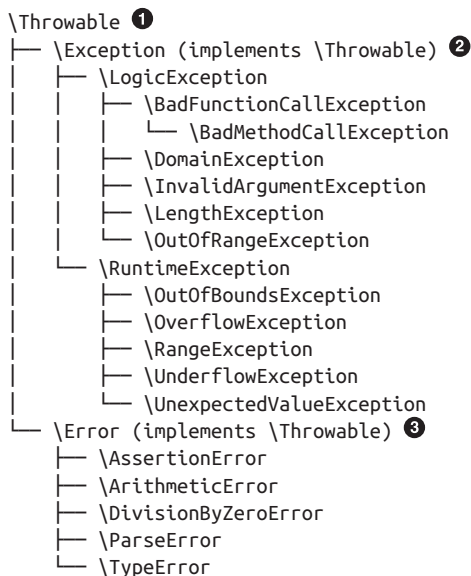 \Throwable ❶
├── \Exception (implements \Throwable) ❷
│   ├── \LogicException
│   │   ├── \BadFunctionCallException
│   │   │   └── \BadMethodCallException
│   │   ├── \DomainException
│   │   ├── \InvalidArgumentException
│   │   ├── \LengthException
│   │   └── \OutOfRangeException
│   └── \RuntimeException
│       ├── \OutOfBoundsException
│       ├── \OverflowException
│       ├── \RangeException
│       ├── \UnderflowException
│       └── \UnexpectedValueException
└── \Error (implements \Throwable) ❸
    ├── \AssertionError
    ├── \ArithmeticError
    ├── \DivisionByZeroError
    ├── \ParseError
    └── \TypeError